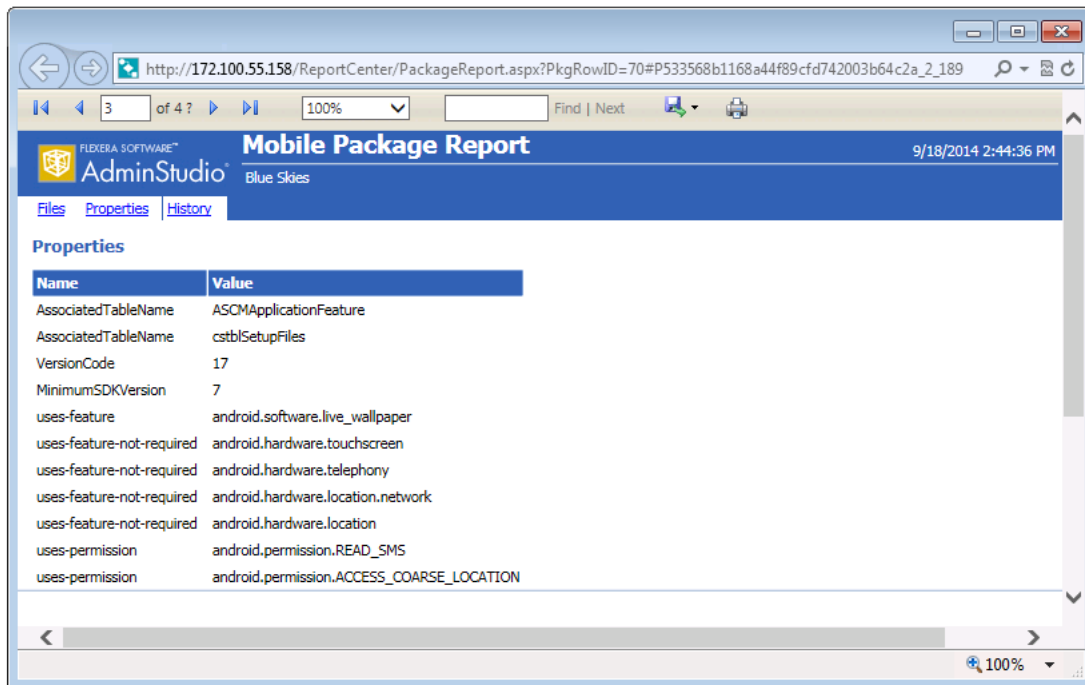 http://172.100.55.158/ReportCenter/PackageReport.aspx?PkgRowID=70#P533568b1168a44f89cfd742003b64c2a_2_189
3 of 4 ? 100% Find | Next
FLEXERA SOFTWARE™
AdminStudio®
Mobile Package Report
9/18/2014 2:44:36 PM
Blue Skies
Files Properties History
Properties
Name Value
AssociatedTableName ASCMApplicationFeature
AssociatedTableName cstblSetupFiles
VersionCode 17
MinimumSDKVersion 7
uses-feature android.software.live_wallpaper
uses-feature-not-required android.hardware.touchscreen
uses-feature-not-required android.hardware.telephony
uses-feature-not-required android.hardware.location.network
uses-feature-not-required android.hardware.location
uses-permission android.permission.READ_SMS
uses-permission android.permission.ACCESS_COARSE_LOCATION
100%